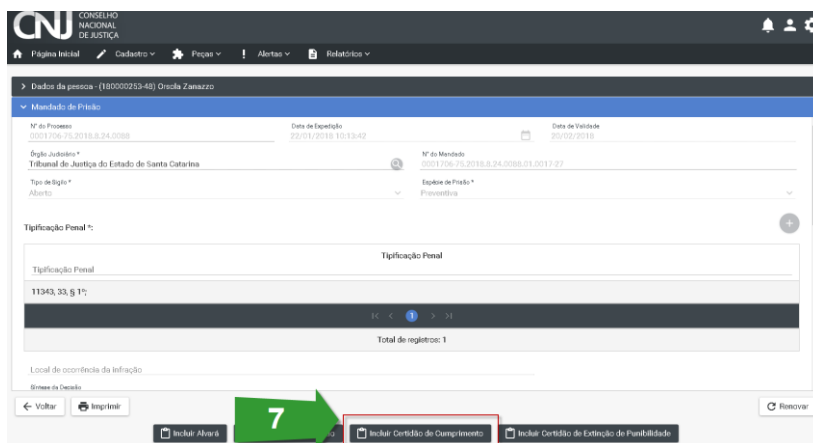 CNJ CONSELHO
NACIONAL
DE JUSTIÇA
Página Inicial Cadastro Peças Alertas Relatórios
Dados da pessoa - (180000253-48) Orsola Zanazzo
Mandado de Prisão
N° do Processo Data de Expedição Data de Validade
0001706-75.2018.8.24.0088 22/01/2018 10:13:42 20/02/2018
Órgão Judiciário * N° do Mandado
Tribunal de Justiça do Estado de Santa Catarina 0001706-75.2018.8.24.0088.01.0017-27
Tipo de Sigilo * Espécie de Prisão *
Aberto Preventiva
Tipificação Penal *:
Tipificação Penal
Tipificação Penal
11343, 33, § 1º;
1
Total de registros: 1
Local de ocorrência da infração
Síntese da Decisão
Voltar Imprimir Renovar
7
Incluir Alvará Incluir Certidão de Cumprimento Incluir Certidão de Extinção de Punibilidade